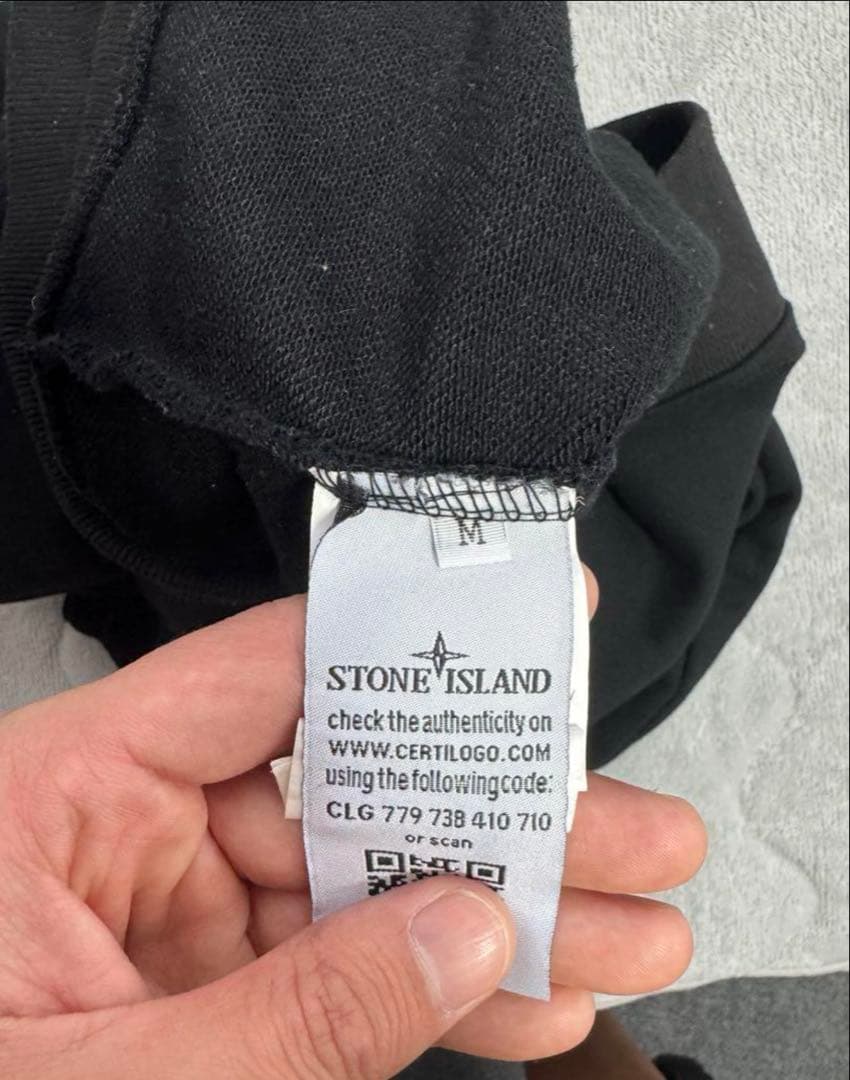 M
STONE ISLAND
check the authenticity on
WWW.CERTILOGO.COM
using the following code:
CLG 779 738 410 710
or scan